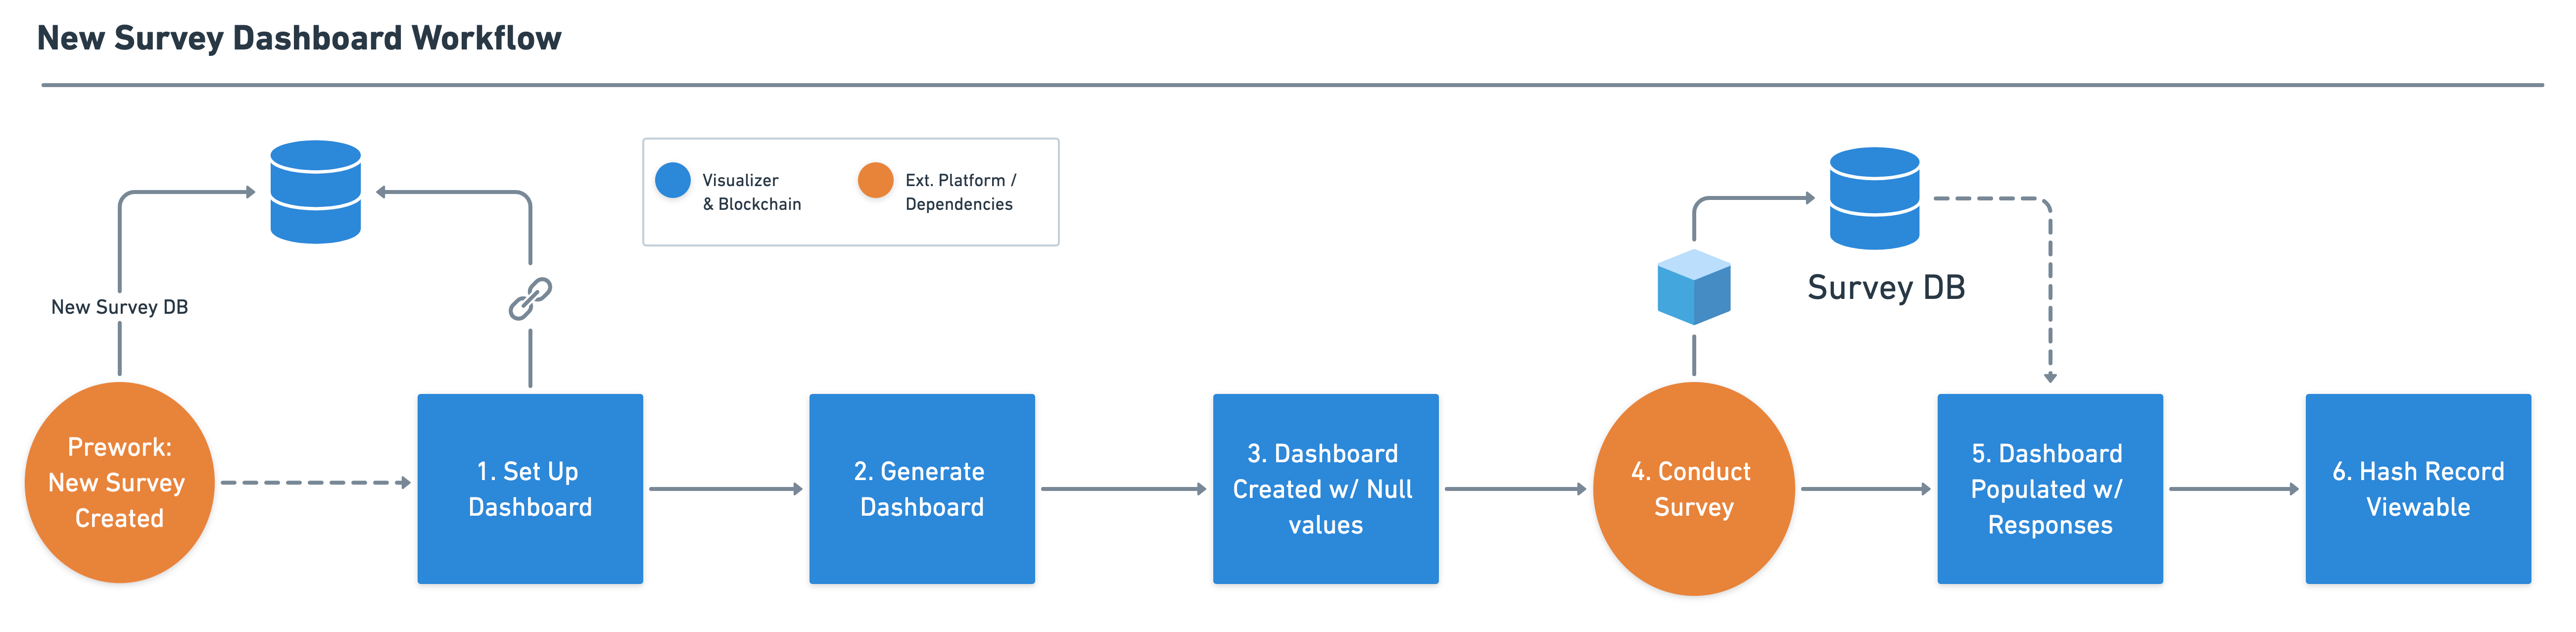 New Survey Dashboard Workflow
Visualizer
& Blockchain
Ext. Platform /
Dependencies
New Survey DB
Survey DB
Prework:
New Survey
Created
1. Set Up
Dashboard
2. Generate
Dashboard
3. Dashboard
Created w/ Null
values
4. Conduct
Survey
5. Dashboard
Populated w/
Responses
6. Hash Record
Viewable